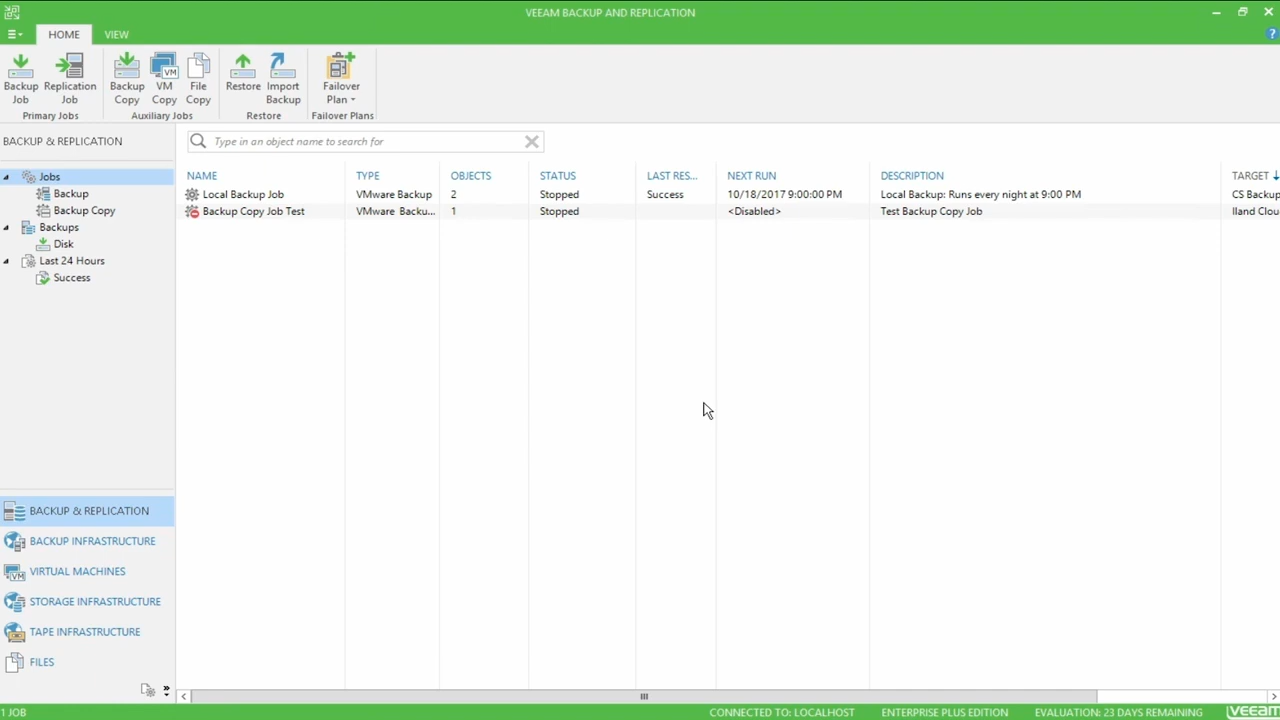 VEEAM BACKUP AND REPLICATION
HOME VIEW
Backup Job
Replication Job
Primary Jobs
Backup Copy
VM Copy
File Copy
Auxiliary Jobs
Restore
Import Backup
Restore
Failover Plan
Failover Plans
BACKUP & REPLICATION
Type in an object name to search for
Jobs
Backup
Backup Copy
Backups
Disk
Last 24 Hours
Success
NAME TYPE OBJECTS STATUS LAST RES... NEXT RUN DESCRIPTION TARGET
Local Backup Job VMware Backup 2 Stopped Success 10/18/2017 9:00:00 PM Local Backup: Runs every night at 9:00 PM CS Backup
Backup Copy Job Test VMware Backu... 1 Stopped <Disabled> Test Backup Copy Job Iland Clou
BACKUP & REPLICATION
BACKUP INFRASTRUCTURE
VIRTUAL MACHINES
STORAGE INFRASTRUCTURE
TAPE INFRASTRUCTURE
FILES
1 JOB CONNECTED TO: LOCALHOST ENTERPRISE PLUS EDITION EVALUATION: 23 DAYS REMAINING VEEAM